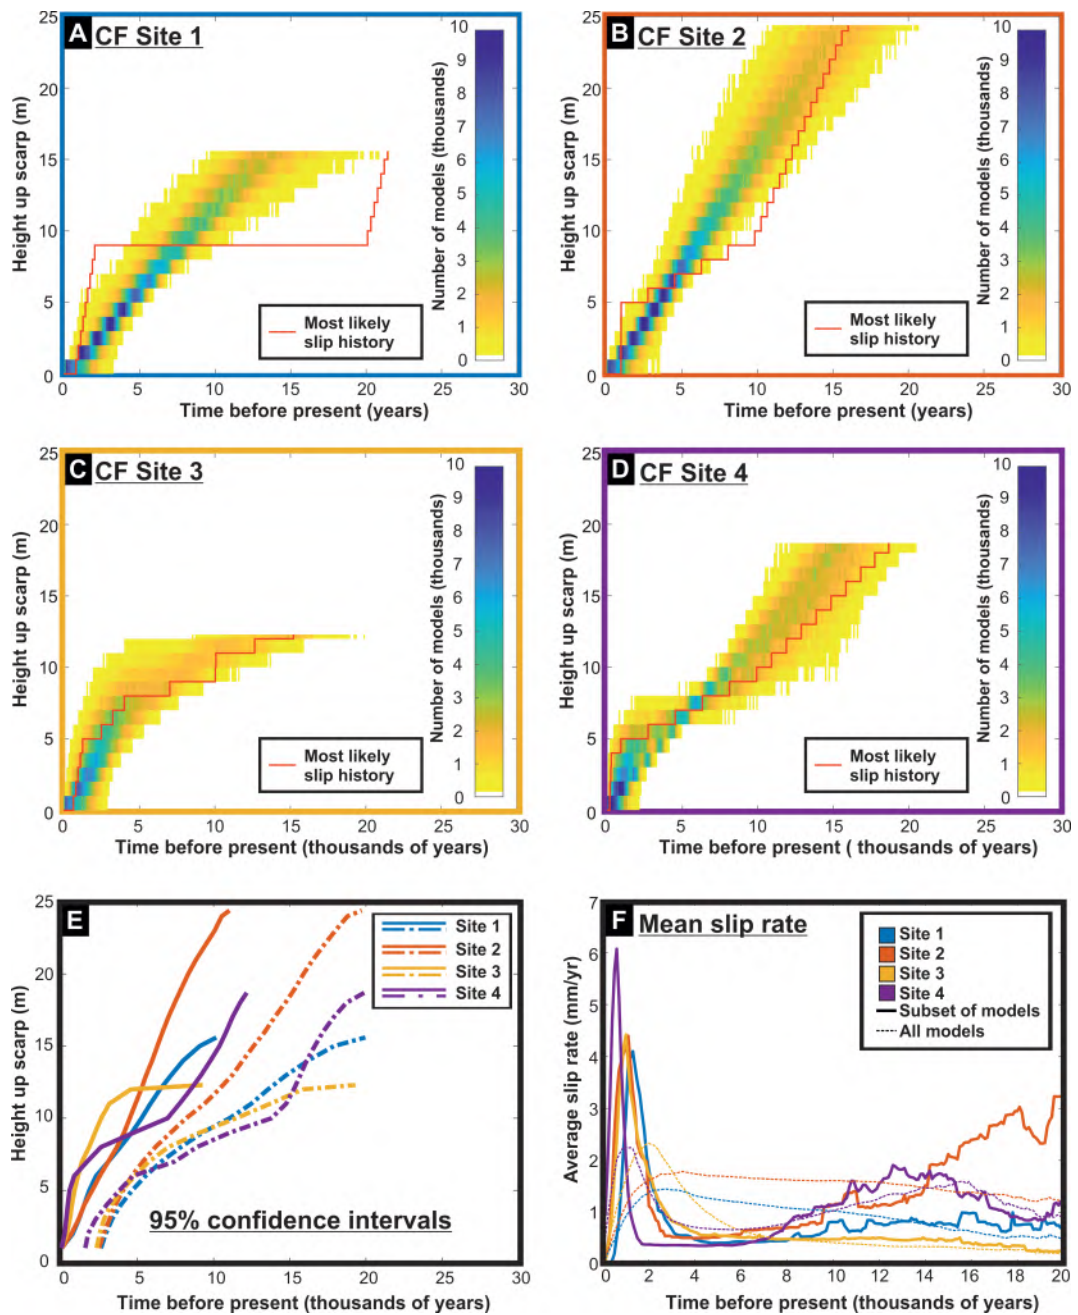 A CF Site 1
Height up scarp (m)
25
20
15
10
5
0
0 5 10 15 20 25 30
Time before present (years)
Number of models (thousands)
10
9
8
7
6
5
4
3
2
1
0
Most likely
slip history
B CF Site 2
Height up scarp (m)
25
20
15
10
5
0
0 5 10 15 20 25 30
Time before present (years)
Number of models (thousands)
10
9
8
7
6
5
4
3
2
1
0
Most likely
slip history
C CF Site 3
Height up scarp (m)
25
20
15
10
5
0
0 5 10 15 20 25 30
Time before present (thousands of years)
Number of models (thousands)
10
9
8
7
6
5
4
3
2
1
0
Most likely
slip history
D CF Site 4
Height up scarp (m)
25
20
15
10
5
0
0 5 10 15 20 25 30
Time before present ( thousands of years)
Number of models (thousands)
10
9
8
7
6
5
4
3
2
1
0
Most likely
slip history
E
Height up scarp (m)
25
20
15
10
5
0
0 5 10 15 20 25 30
Time before present (thousands of years)
Site 1
Site 2
Site 3
Site 4
95% confidence intervals
F Mean slip rate
Average slip rate (mm/yr)
7
6
5
4
3
2
1
0
0 2 4 6 8 10 12 14 16 18 20
Time before present (thousands of years)
Site 1
Site 2
Site 3
Site 4
Subset of models
All models